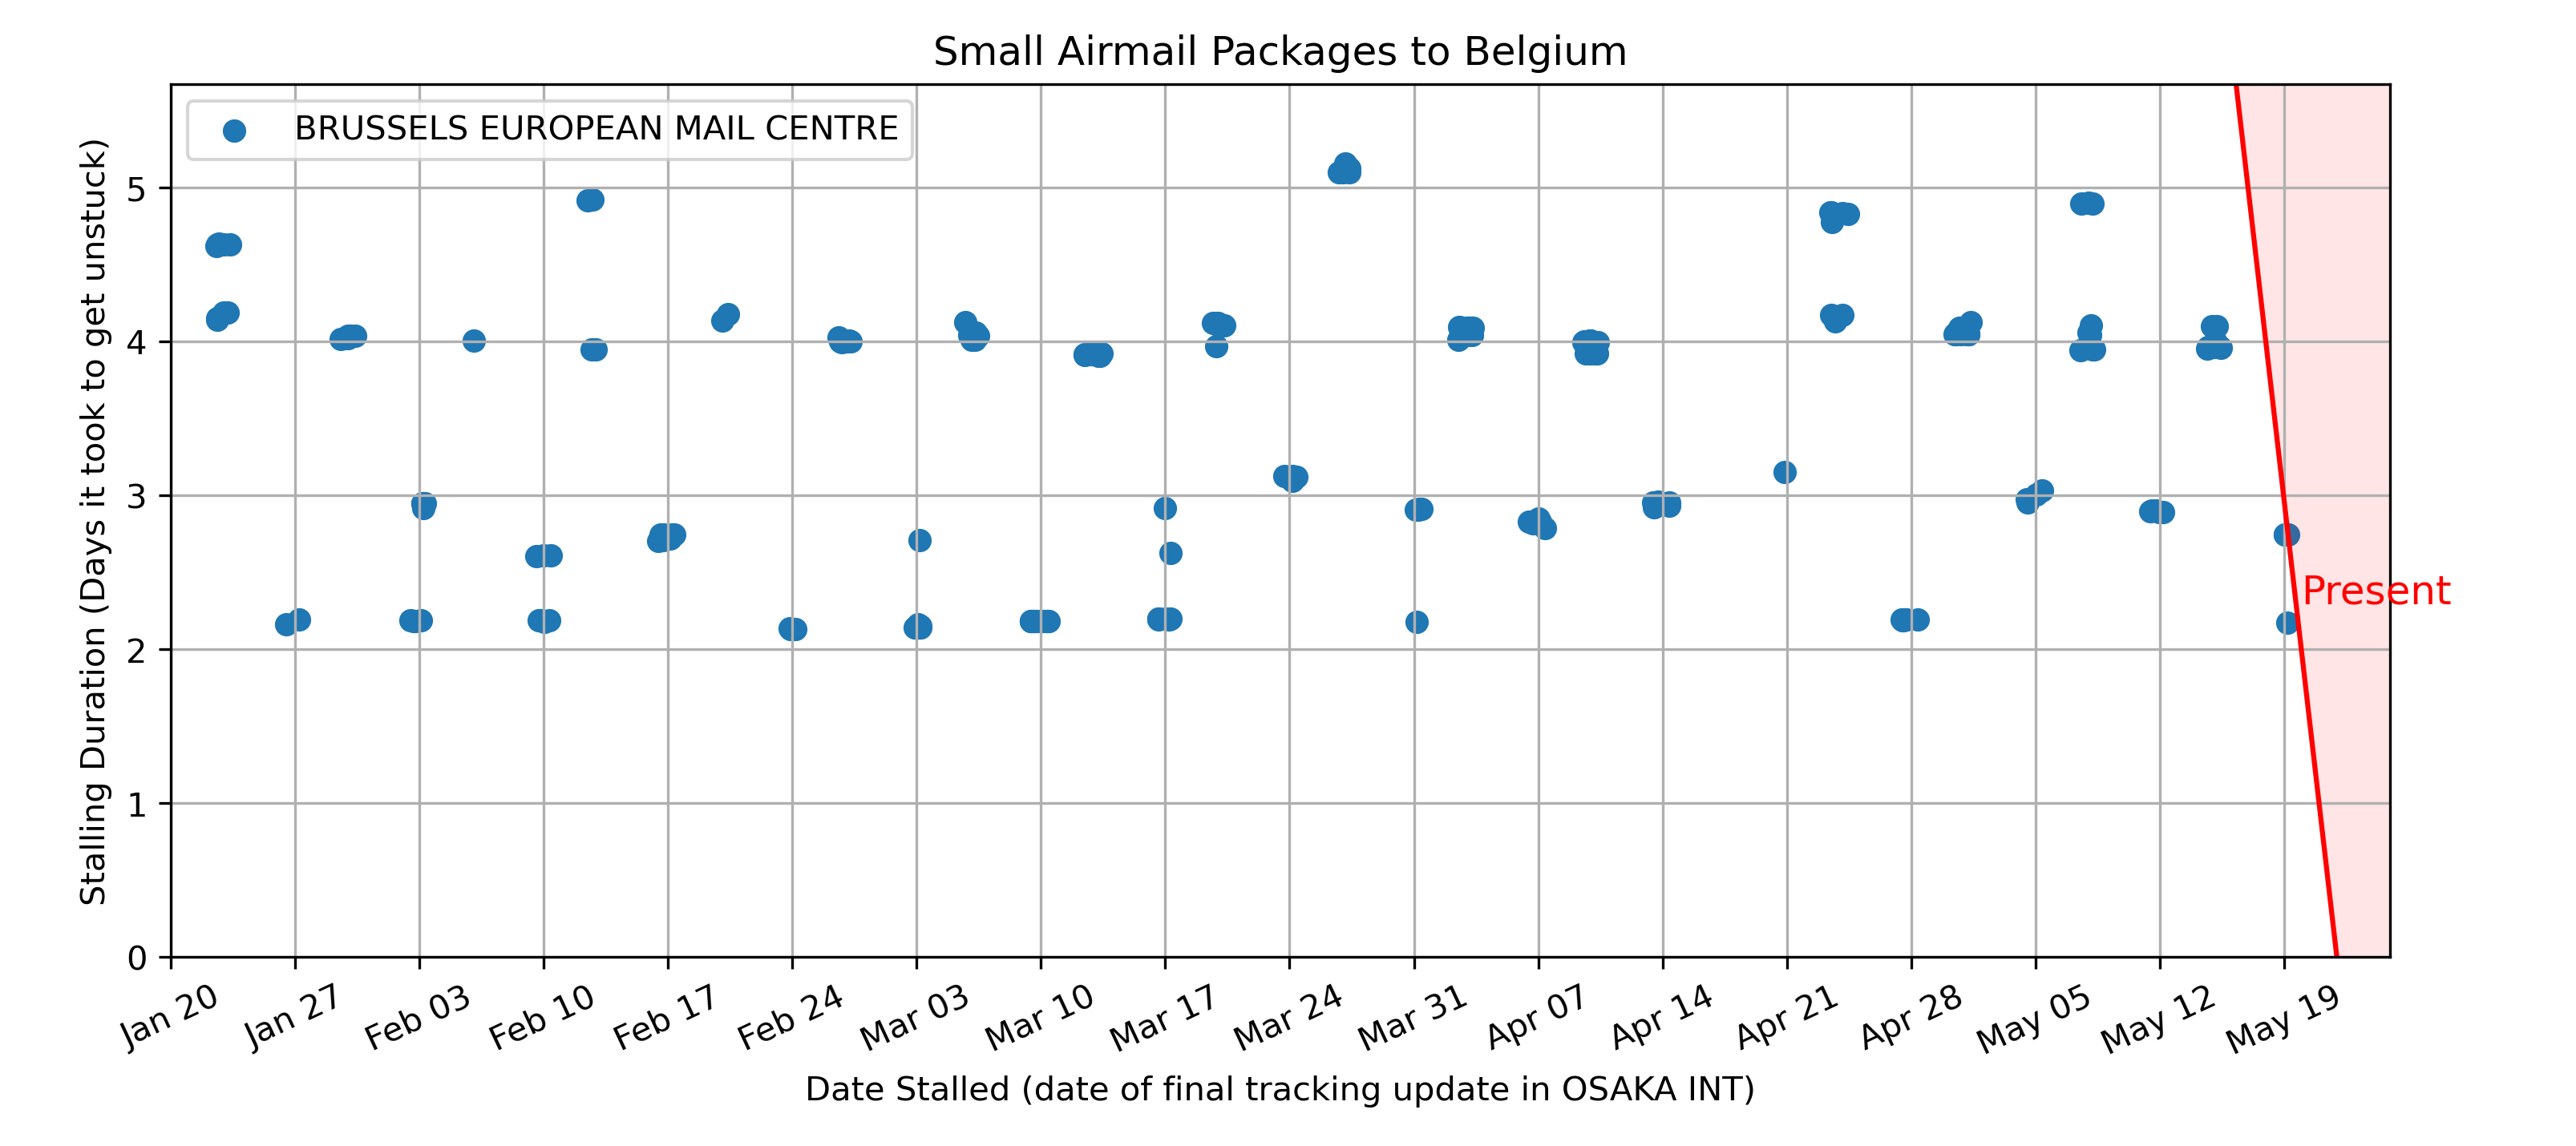 Small Airmail Packages to Belgium
BRUSSELS EUROPEAN MAIL CENTRE
Stalling Duration (Days it took to get unstuck)
5
4
3
2
1
0
Present
Jan 20
Jan 27
Feb 03
Feb 10
Feb 17
Feb 24
Mar 03
Mar 10
Mar 17
Mar 24
Mar 31
Apr 07
Apr 14
Apr 21
Apr 28
May 05
May 12
May 19
Date Stalled (date of final tracking update in OSAKA INT)